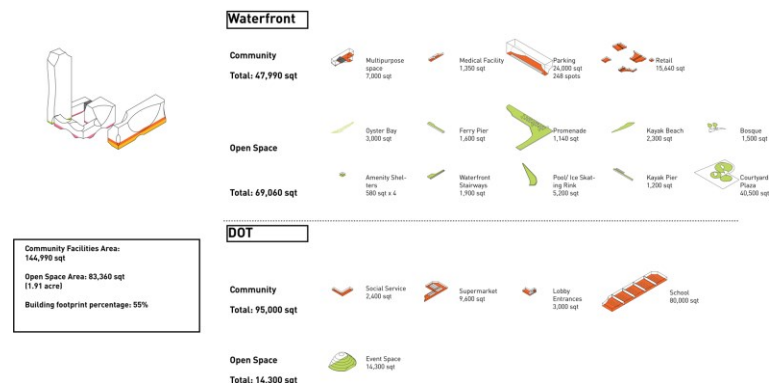 Waterfront
Community
Total: 47,990 sqt
Multipurpose
space
7,000 sqt
Medical Facility
1,350 sqt
Parking
24,000 sqt
248 spots
Retail
15,640 sqt
Open Space
Total: 69,060 sqt
Oyster Bay
3,000 sqt
Ferry Pier
1,600 sqt
Promenade
1,140 sqt
Kayak Beach
2,300 sqt
Bosque
1,500 sqt
Amenity Shel-
ters
580 sqt x 4
Waterfront
Stairways
1,900 sqt
Pool/ Ice Skat-
ing Rink
5,200 sqt
Kayak Pier
1,200 sqt
Courtyard
Plaza
40,500 sqt
DOT
Community Facilities Area:
144,990 sqt
Open Space Area: 83,360 sqt
(1.91 acre)
Building footprint percentage: 55%
Community
Total: 95,000 sqt
Social Service
2,400 sqt
Supermarket
9,600 sqt
Lobby
Entrances
3,000 sqt
School
80,000 sqt
Open Space
Total: 14,300 sqt
Event Space
14,300 sqt